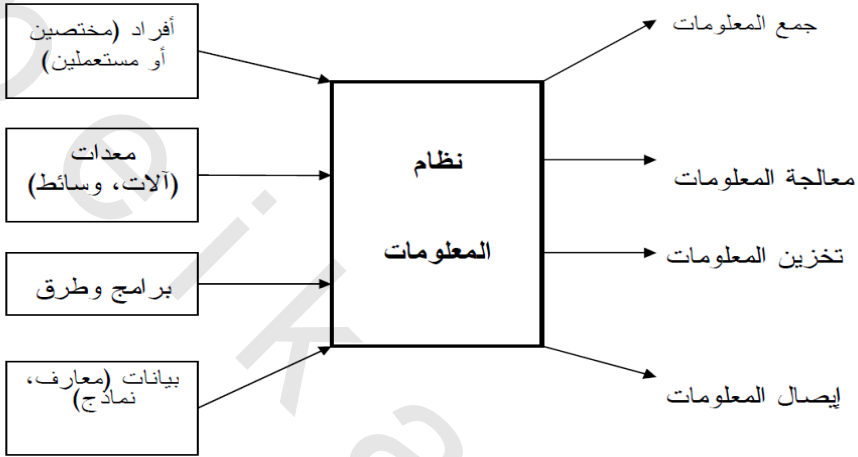 أفراد (مختصين
أو مستعملين)
معدات
(آلات، وسائط)
برامج وطرق
بيانات (معارف،
نماذج)
نظام
المعلومات
جمع المعلومات
معالجة المعلومات
تخزين المعلومات
إيصال المعلومات
p e i k a